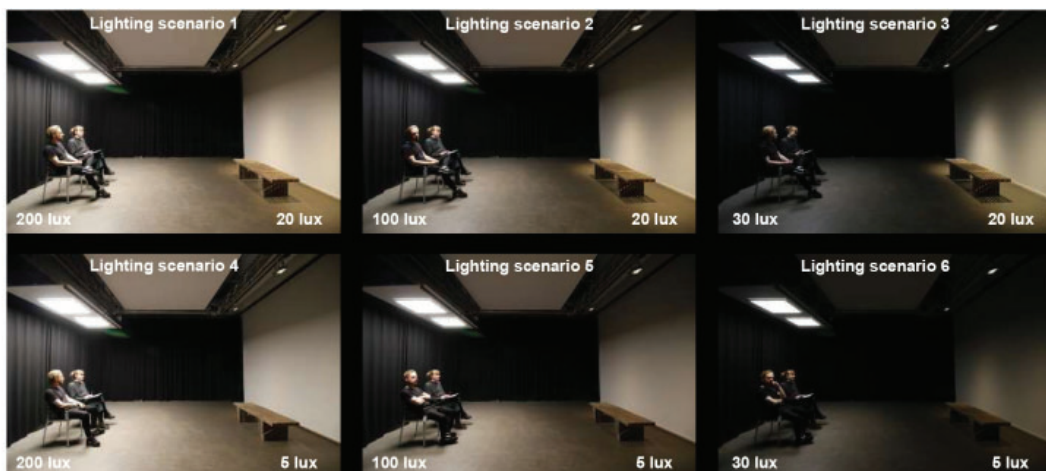 Lighting scenario 1
Lighting scenario 2
Lighting scenario 3
200 lux
20 lux
100 lux
20 lux
30 lux
20 lux
Lighting scenario 4
Lighting scenario 5
Lighting scenario 6
200 lux
5 lux
100 lux
5 lux
30 lux
5 lux